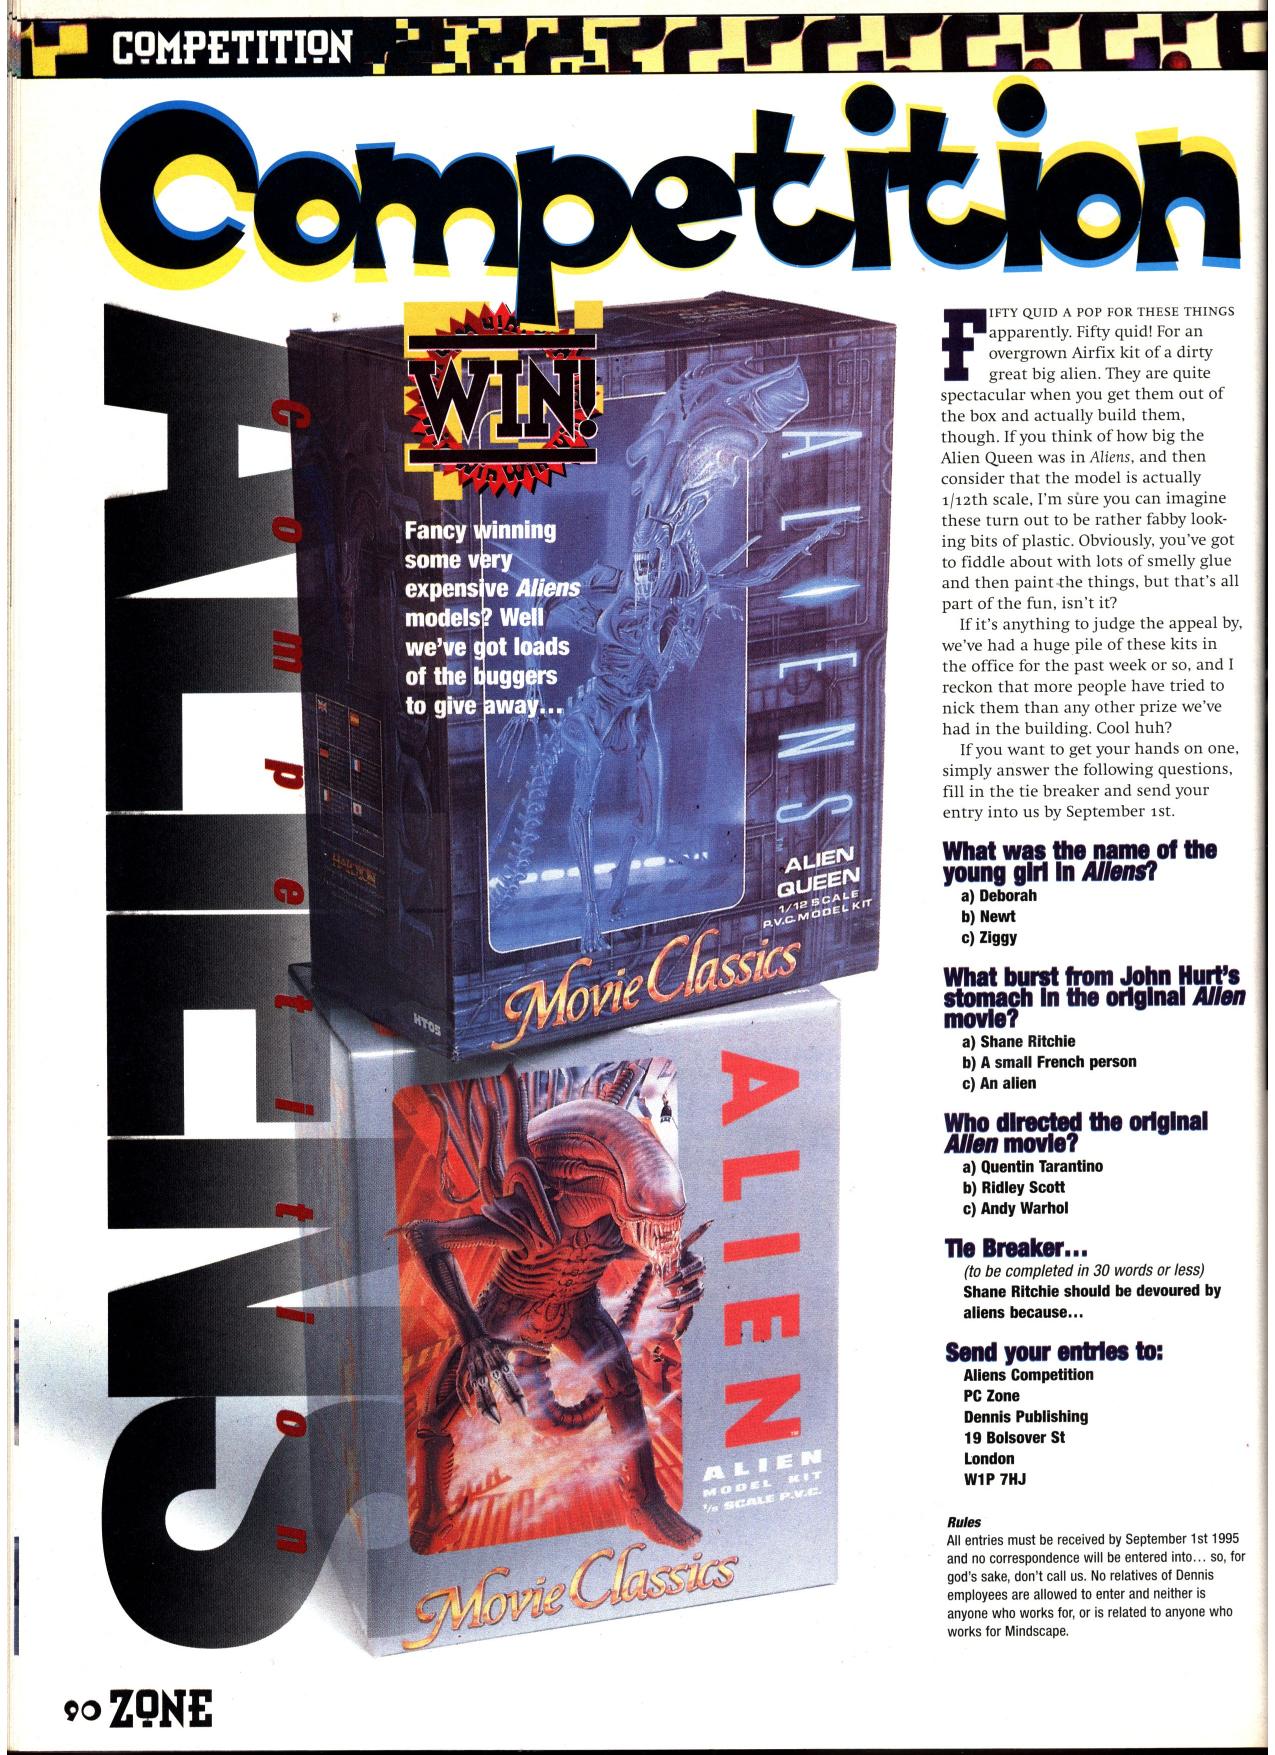 COMPETITION
Competition
ALIENS
Competition
WIN!
Fancy winning
some very
expensive Aliens
models? Well
we've got loads
of the buggers
to give away...
ALIENS
ALIEN
QUEEN
1/12 SCALE
P.V.C. MODEL KIT
HALCYON
Movie Classics
HT05
ALIEN
ALIEN
MODEL KIT
SCALE P.V.C.
Movie Classics
FIFTY QUID A POP FOR THESE THINGS
apparently. Fifty quid! For an
overgrown Airfix kit of a dirty
great big alien. They are quite
spectacular when you get them out of
the box and actually build them,
though. If you think of how big the
Alien Queen was in Aliens, and then
consider that the model is actually
1/12th scale, I'm sure you can imagine
these turn out to be rather fabby look-
ing bits of plastic. Obviously, you've got
to fiddle about with lots of smelly glue
and then paint the things, but that's all
part of the fun, isn't it?
If it's anything to judge the appeal by,
we've had a huge pile of these kits in
the office for the past week or so, and I
reckon that more people have tried to
nick them than any other prize we've
had in the building. Cool huh?
If you want to get your hands on one,
simply answer the following questions,
fill in the tie breaker and send your
entry into us by September 1st.
What was the name of the
young girl in Aliens?
a) Deborah
b) Newt
c) Ziggy
What burst from John Hurt's
stomach in the original Alien
movie?
a) Shane Ritchie
b) A small French person
c) An alien
Who directed the original
Alien movie?
a) Quentin Tarantino
b) Ridley Scott
c) Andy Warhol
Tie Breaker...
(to be completed in 30 words or less)
Shane Ritchie should be devoured by
aliens because...
Send your entries to:
Aliens Competition
PC Zone
Dennis Publishing
19 Bolsover St
London
W1P 7HJ
Rules
All entries must be received by September 1st 1995
and no correspondence will be entered into... so, for
god's sake, don't call us. No relatives of Dennis
employees are allowed to enter and neither is
anyone who works for, or is related to anyone who
works for Mindscape.
90 ZONE